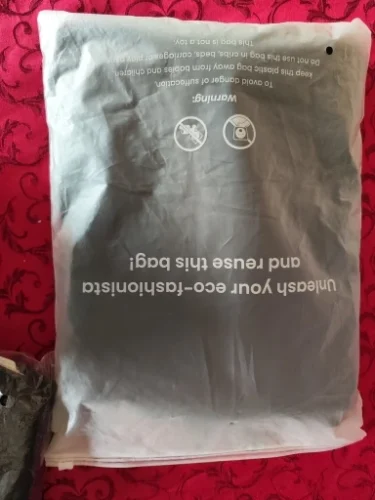 Unleash your eco-fashionista
and reuse this bag!
Warning:
To avoid danger of suffocation,
keep this plastic bag away from babies and children.
Do not use this bag in cribs, beds, carriages
This bag is not a toy